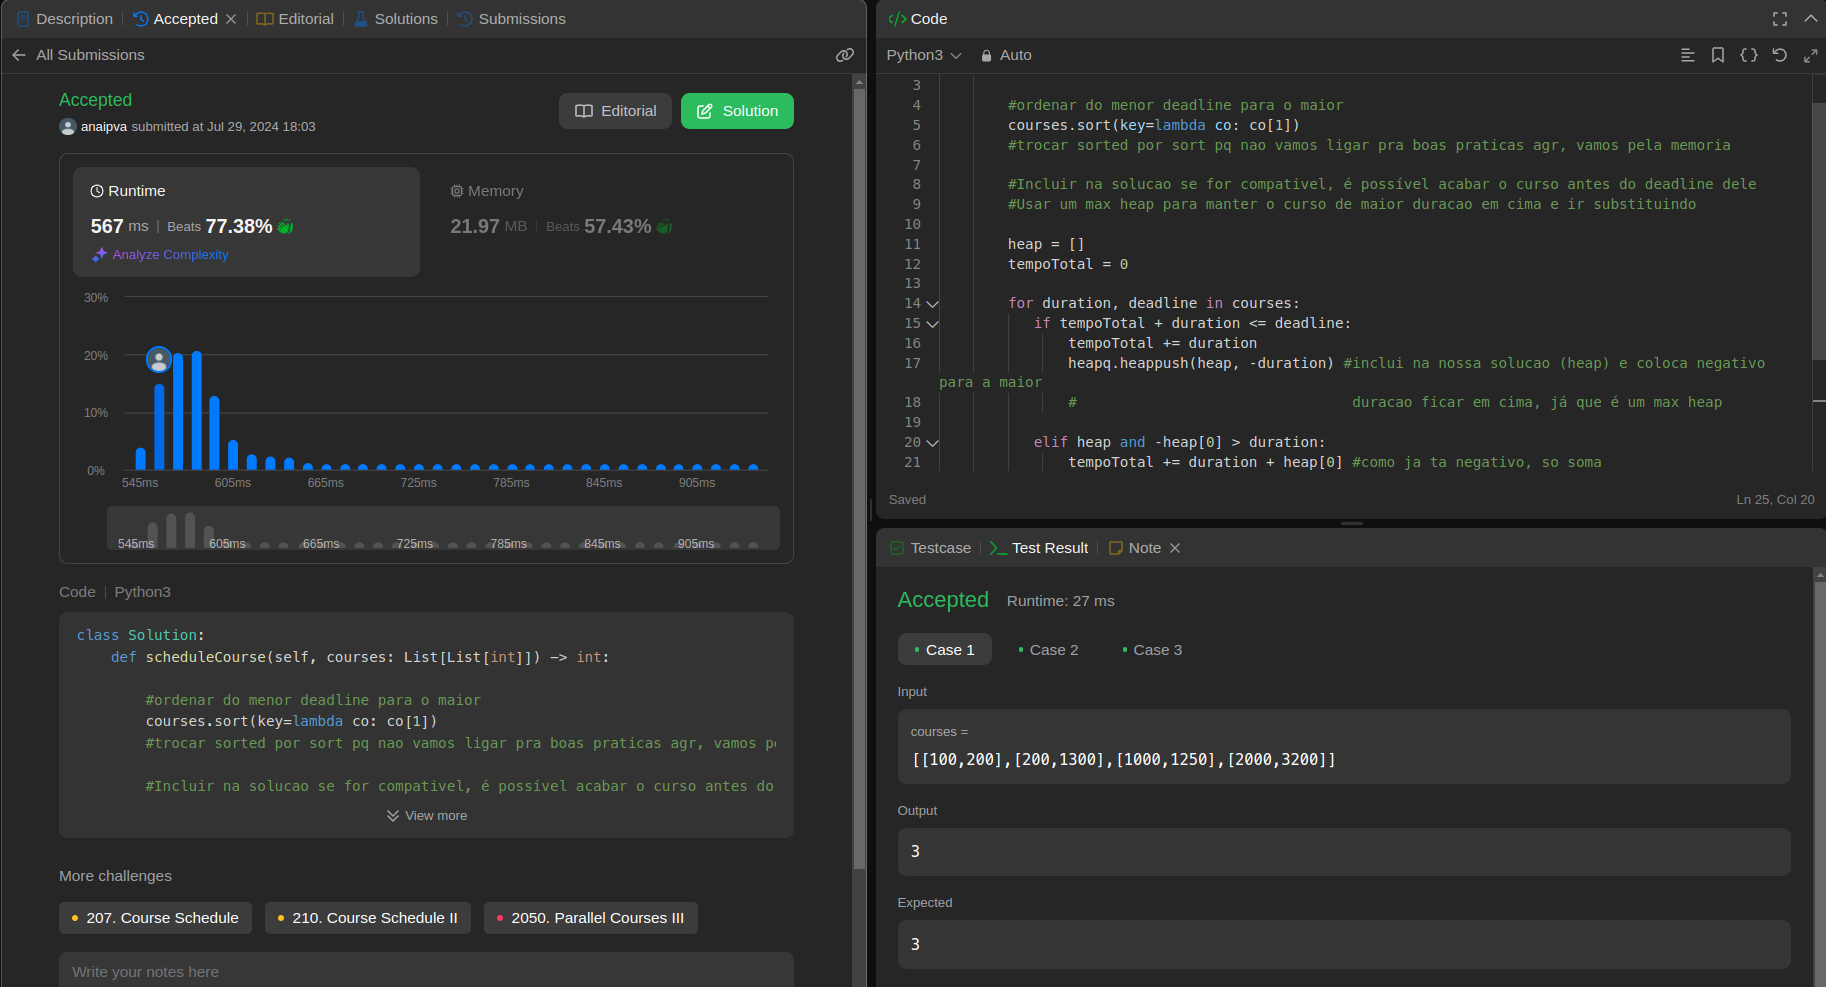 Description
Accepted
Editorial
Solutions
Submissions
All Submissions
Accepted
anaipva submitted at Jul 29, 2024 18:03
Editorial
Solution
Runtime
567 ms | Beats 77.38%
Analyze Complexity
Memory
21.97 MB | Beats 57.43%
30%
20%
10%
0%
545ms 605ms 665ms 725ms 785ms 845ms 905ms
545ms 605ms 665ms 725ms 785ms 845ms 905ms
Code | Python3
class Solution:
def scheduleCourse(self, courses: List[List[int]]) -> int:
#ordenar do menor deadline para o maior
courses.sort(key=lambda co: co[1])
#trocar sorted por sort pq nao vamos ligar pra boas praticas agr, vamos pe
#Incluir na solucao se for compativel, é possível acabar o curso antes do
View more
More challenges
207. Course Schedule
210. Course Schedule II
2050. Parallel Courses III
Write your notes here
</> Code
Python3
Auto
3
4 #ordenar do menor deadline para o maior
5 courses.sort(key=lambda co: co[1])
6 #trocar sorted por sort pq nao vamos ligar pra boas praticas agr, vamos pela memoria
7
8 #Incluir na solucao se for compativel, é possível acabar o curso antes do deadline dele
9 #Usar um max heap para manter o curso de maior duracao em cima e ir substituindo
10
11 heap = []
12 tempoTotal = 0
13
14 for duration, deadline in courses:
15 if tempoTotal + duration <= deadline:
16 tempoTotal += duration
17 heapq.heappush(heap, -duration) #inclui na nossa solucao (heap) e coloca negativo
para a maior
18 # duracao ficar em cima, já que é um max heap
19
20 elif heap and -heap[0] > duration:
21 tempoTotal += duration + heap[0] #como ja ta negativo, so soma
Saved
Ln 25, Col 20
Testcase
Test Result
Note
Accepted
Runtime: 27 ms
Case 1
Case 2
Case 3
Input
courses =
[[100,200],[200,1300],[1000,1250],[2000,3200]]
Output
3
Expected
3